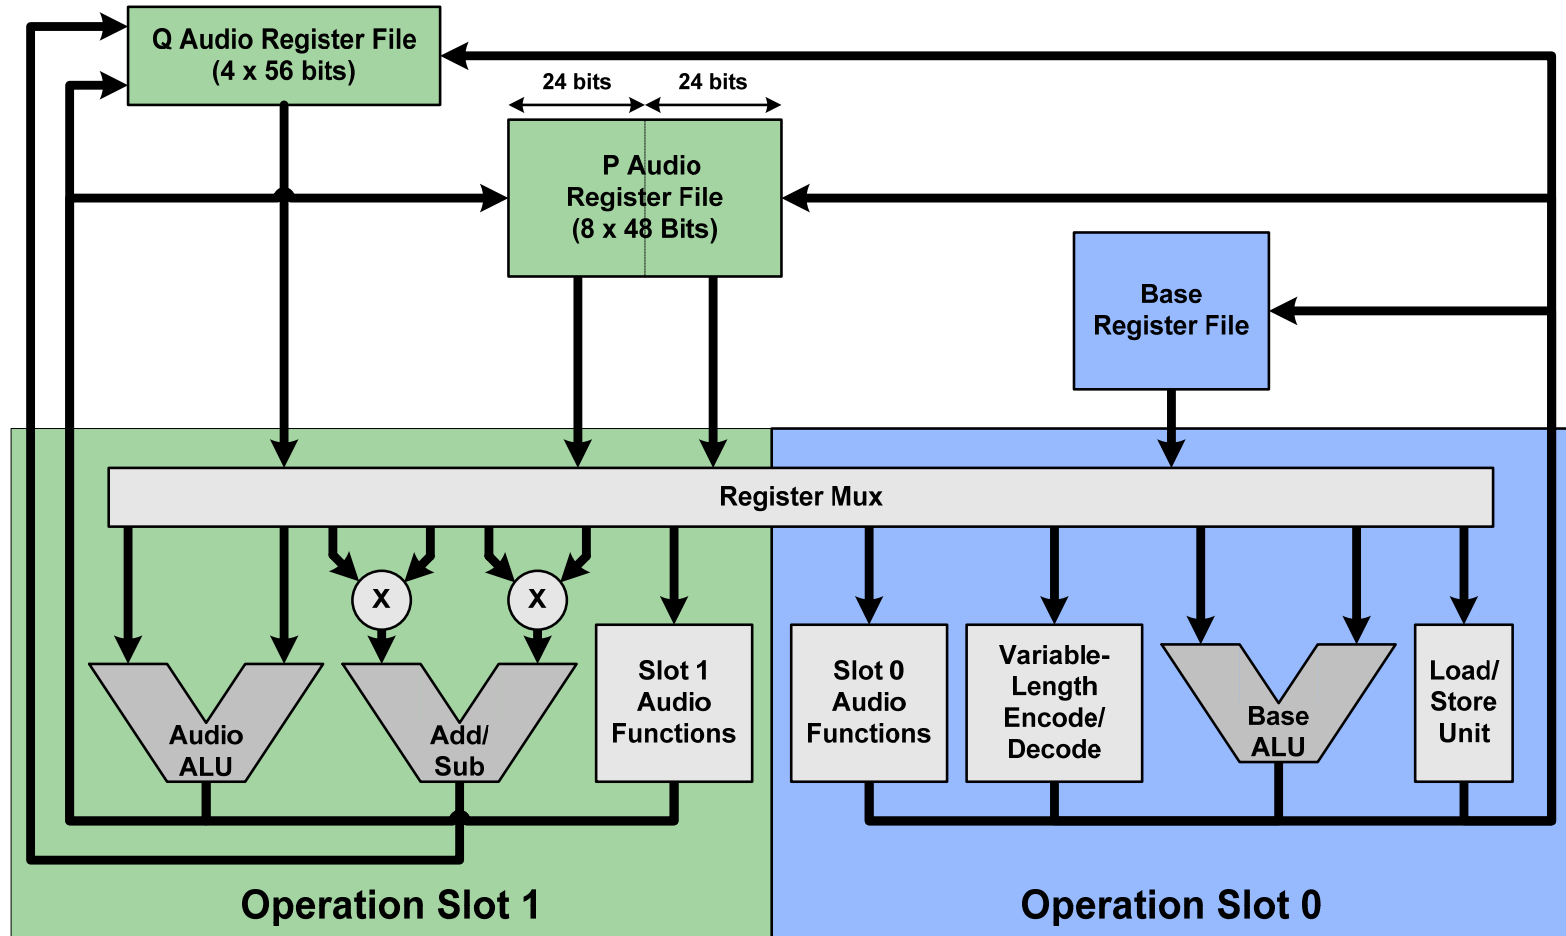 Q Audio Register File
(4 x 56 bits)
24 bits
24 bits
P Audio
Register File
(8 x 48 Bits)
Base
Register File
Register Mux
X
X
Audio
ALU
Add/
Sub
Slot 1
Audio
Functions
Slot 0
Audio
Functions
Variable-
Length
Encode/
Decode
Base
ALU
Load/
Store
Unit
Operation Slot 1
Operation Slot 0